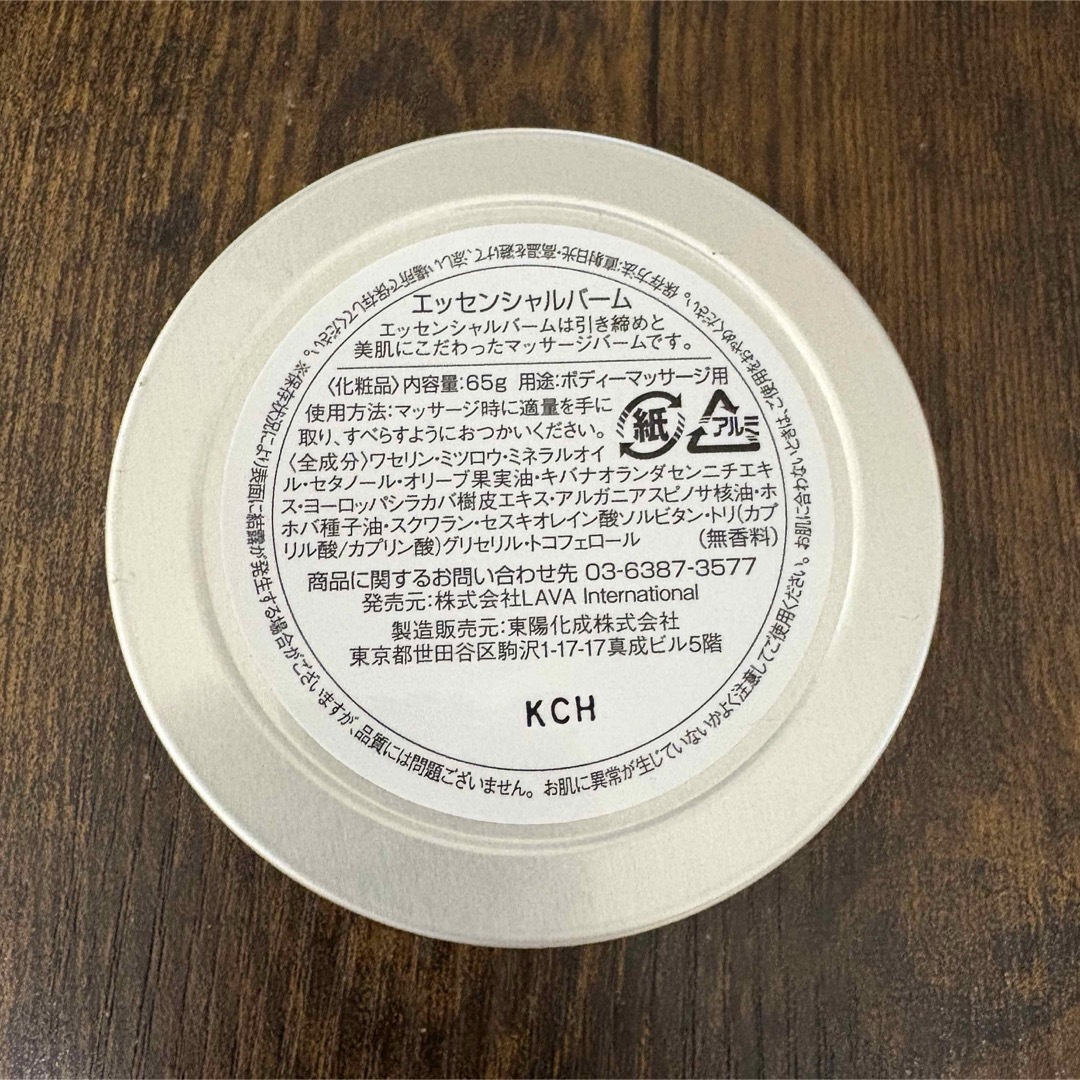 エッセンシャルバーム
エッセンシャルバームは引き締めと
美肌にこだわったマッサージバームです。
〈化粧品〉内容量:65g 用途:ボディーマッサージ用
使用方法:マッサージ時に適量を手に
取り、すべらすようにおつかいください。
紙
アルミ
〈全成分〉ワセリン・ミツロウ・ミネラルオイ
ル・セタノール・オリーブ果実油・キバナオランダセンニチエキ
ス・ヨーロッパシラカバ樹皮エキス・アルガニアスピノサ核油・ホ
ホバ種子油・スクワラン・セスキオレイン酸ソルビタン・トリ(カプ
リル酸/カプリン酸)グリセリル・トコフェロール (無香料)
商品に関するお問い合わせ先 03-6387-3577
発売元:株式会社LAVA International
製造販売元:東陽化成株式会社
東京都世田谷区駒沢1-17-17真成ビル5階
KCH
保存方法:直射日光・高温を避けて、涼しい場所で保存してください。※保存状況により表面に結露が発生する場合がございますが、品質には問題ございません。お肌に異常が生じていないかよく注意してご使用ください。お肌に合わないときは、ご使用をおやめください。